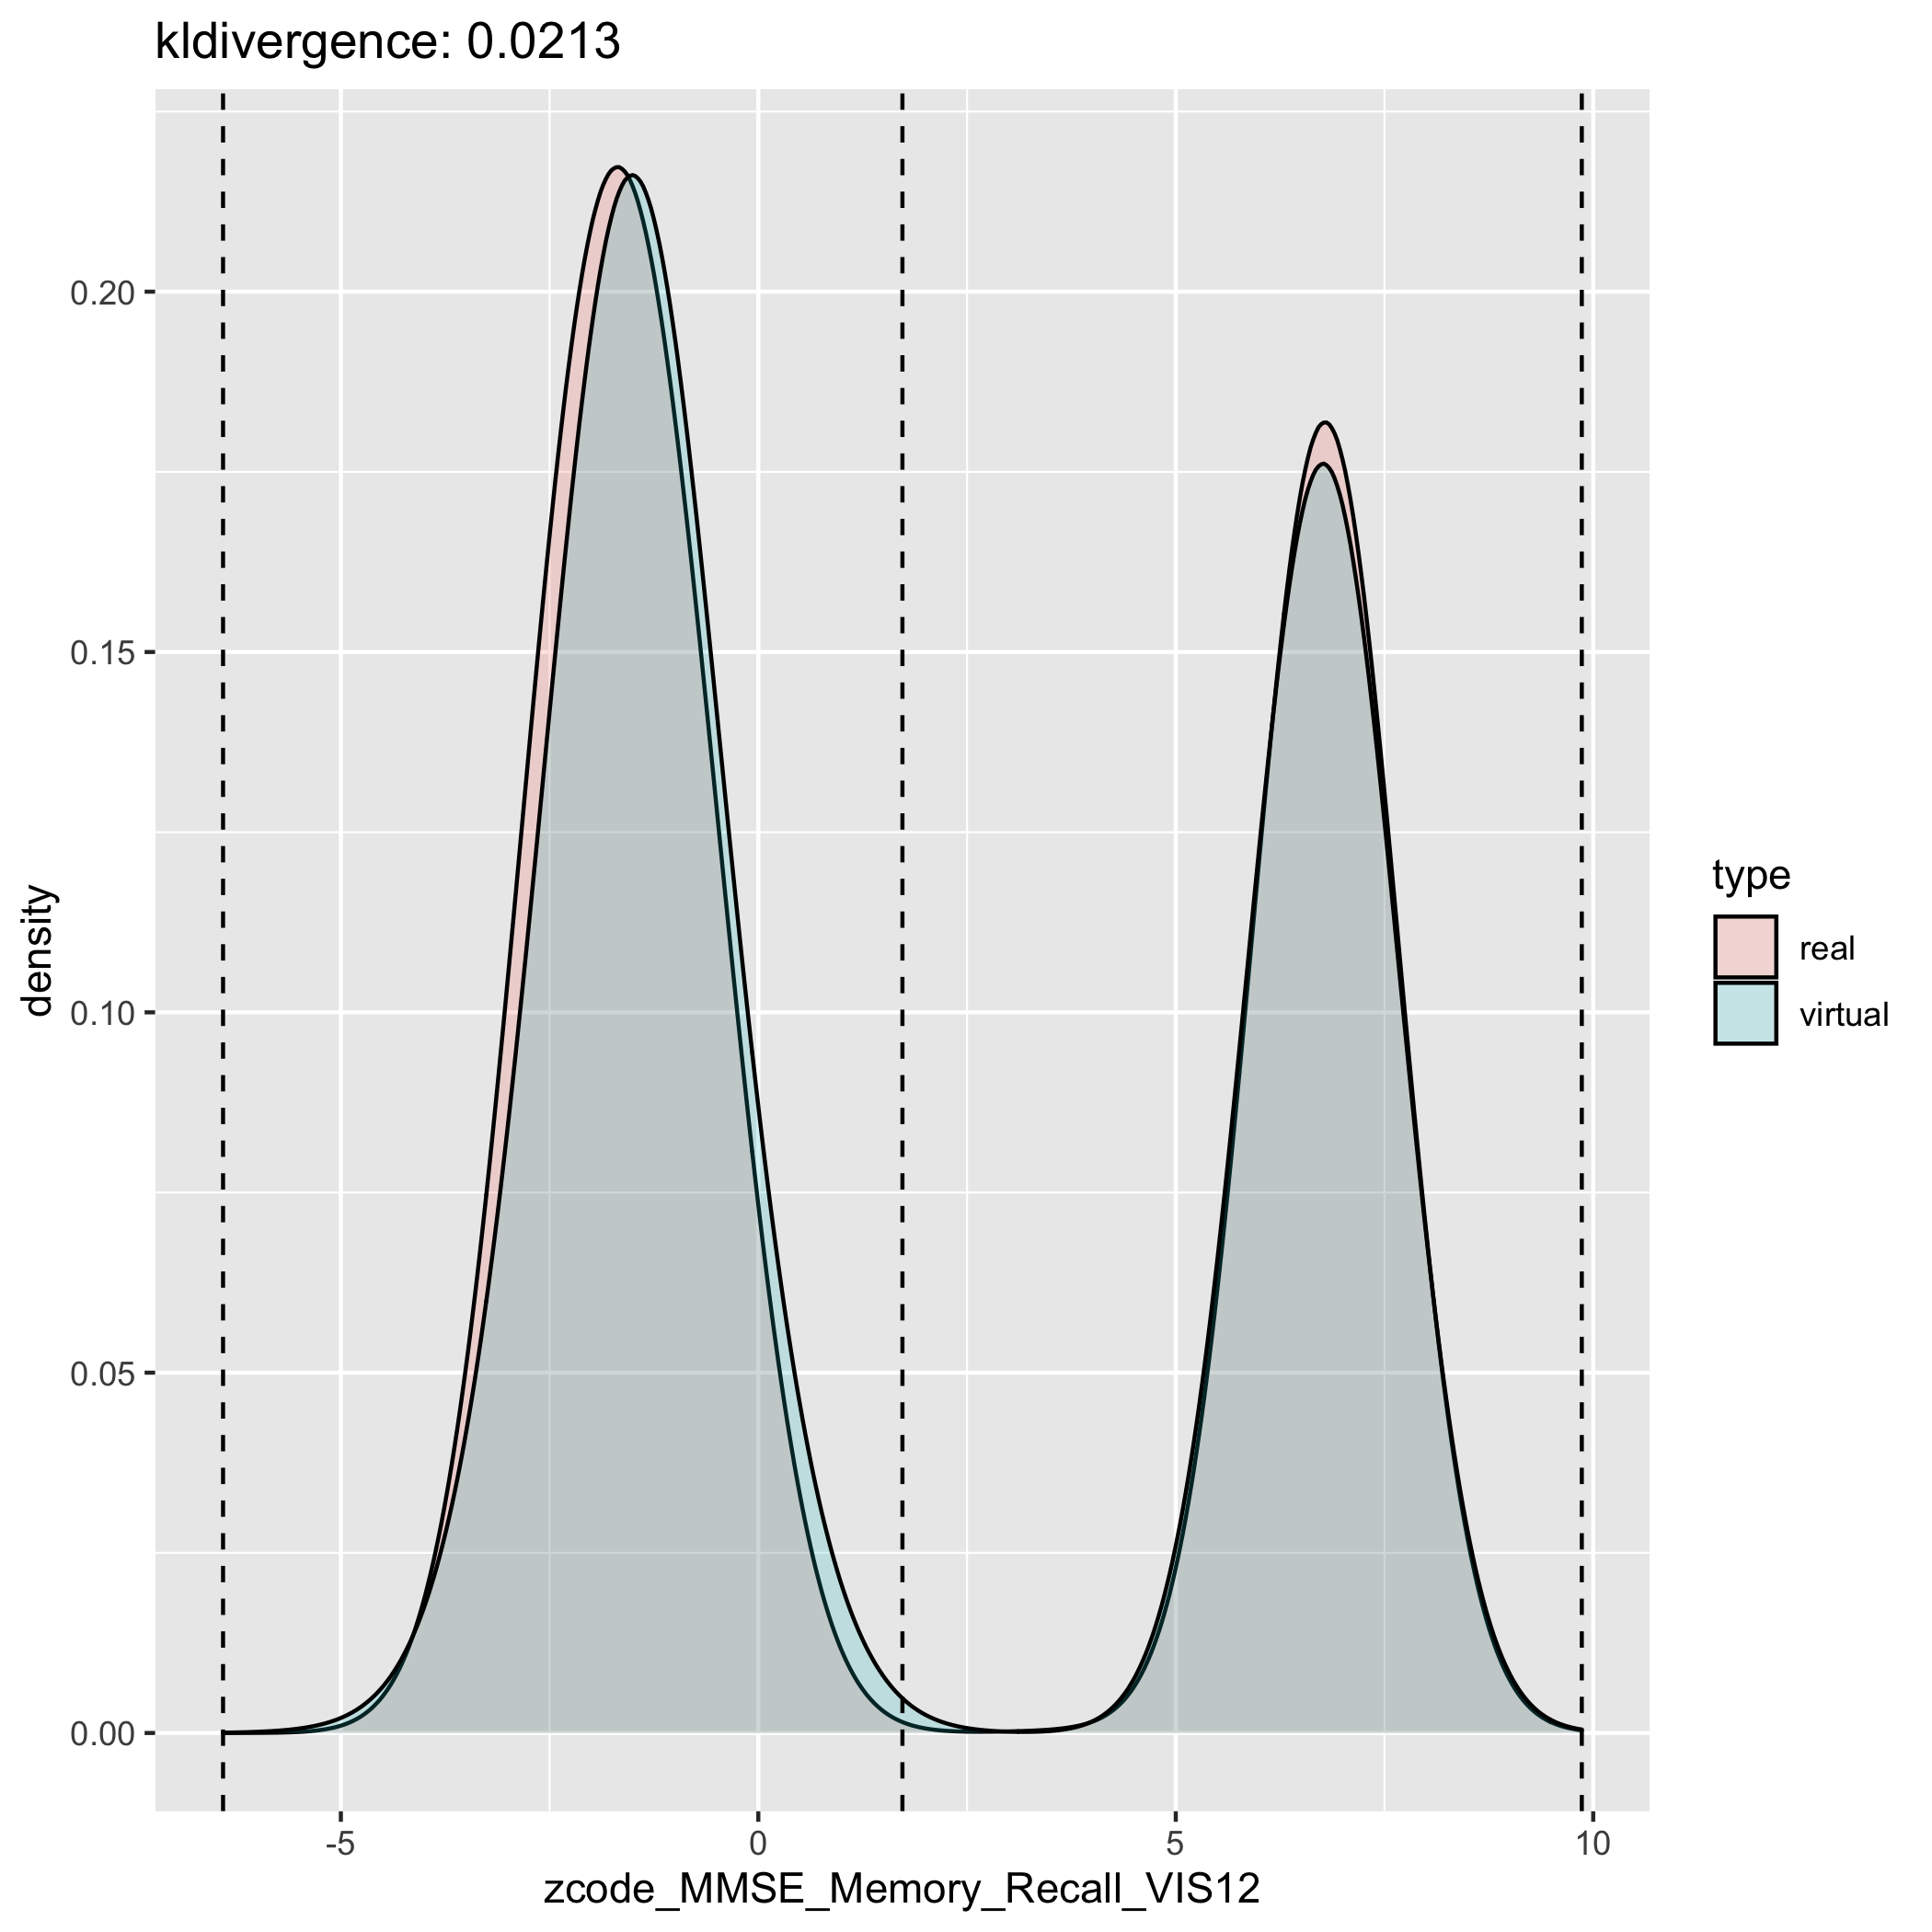 kldivergence: 0.0213
density
0.20
0.15
0.10
0.05
0.00
-5
0
5
10
zcode_MMSE_Memory_Recall_VIS12
type
real
virtual